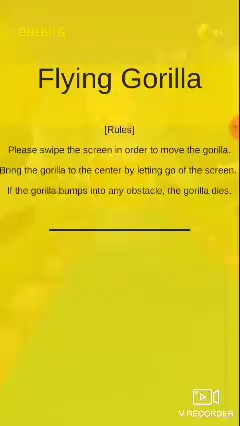 Flying Gorilla
[Rules]
Please swipe the screen in order to move the gorilla.
Bring the gorilla to the center by letting go of the screen.
If the gorilla bumps into any obstacle, the gorilla dies.
V RECORDER